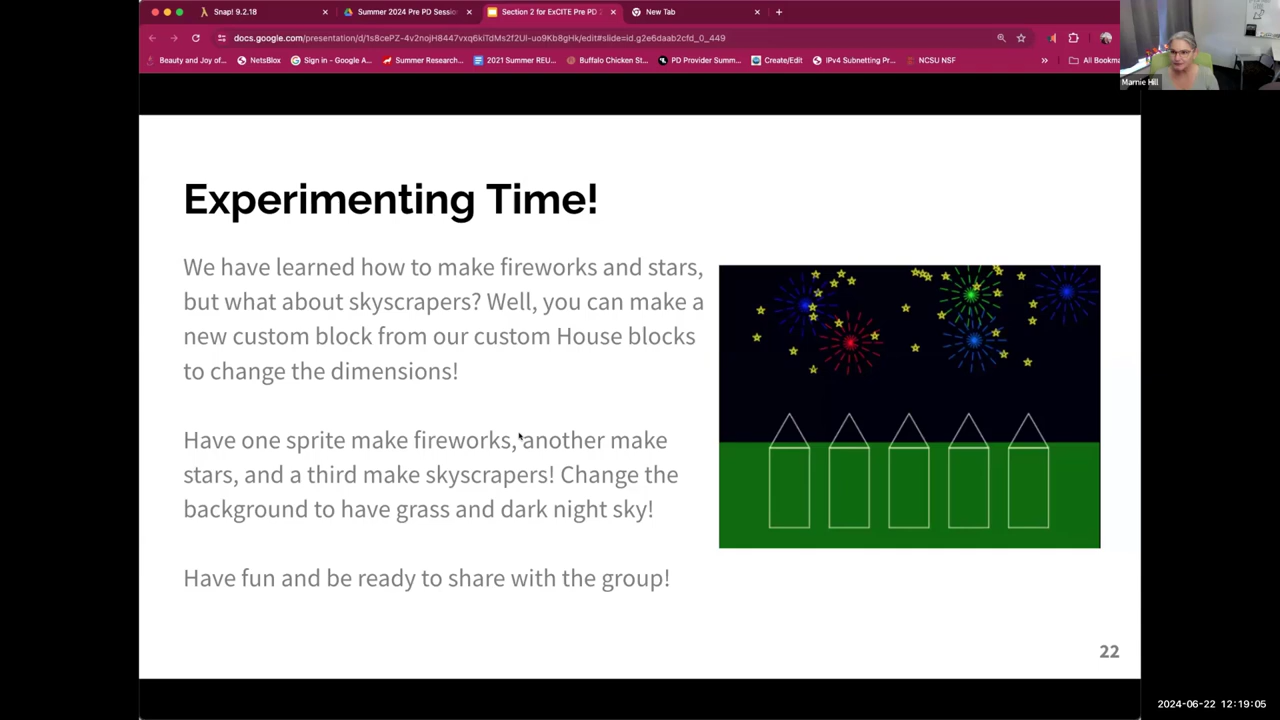 Snap! 9.2.18
Summer 2024 Pre PD Sessio
Section 2 for ExCITE Pre PD 2
New Tab
docs.google.com/presentation/d/1s8cePZ-4v2nojH8447vxq6kiTdMs2f2UI-uo9Kb8gHk/edit#slide=id.g2e6daab2cfd_0_449
Beauty and Joy of...
NetsBlox
Sign in - Google A...
Summer Research...
2021 Summer REU...
Buffalo Chicken St...
PD Provider Summ...
Create/Edit
IPv4 Subnetting Pr...
NCSU NSF
»
All Bookma
Marnie Hill
Experimenting Time!
We have learned how to make fireworks and stars,
but what about skyscrapers? Well, you can make a
new custom block from our custom House blocks
to change the dimensions!
Have one sprite make fireworks, another make
stars, and a third make skyscrapers! Change the
background to have grass and dark night sky!
Have fun and be ready to share with the group!
22
2024-06-22 12:19:05